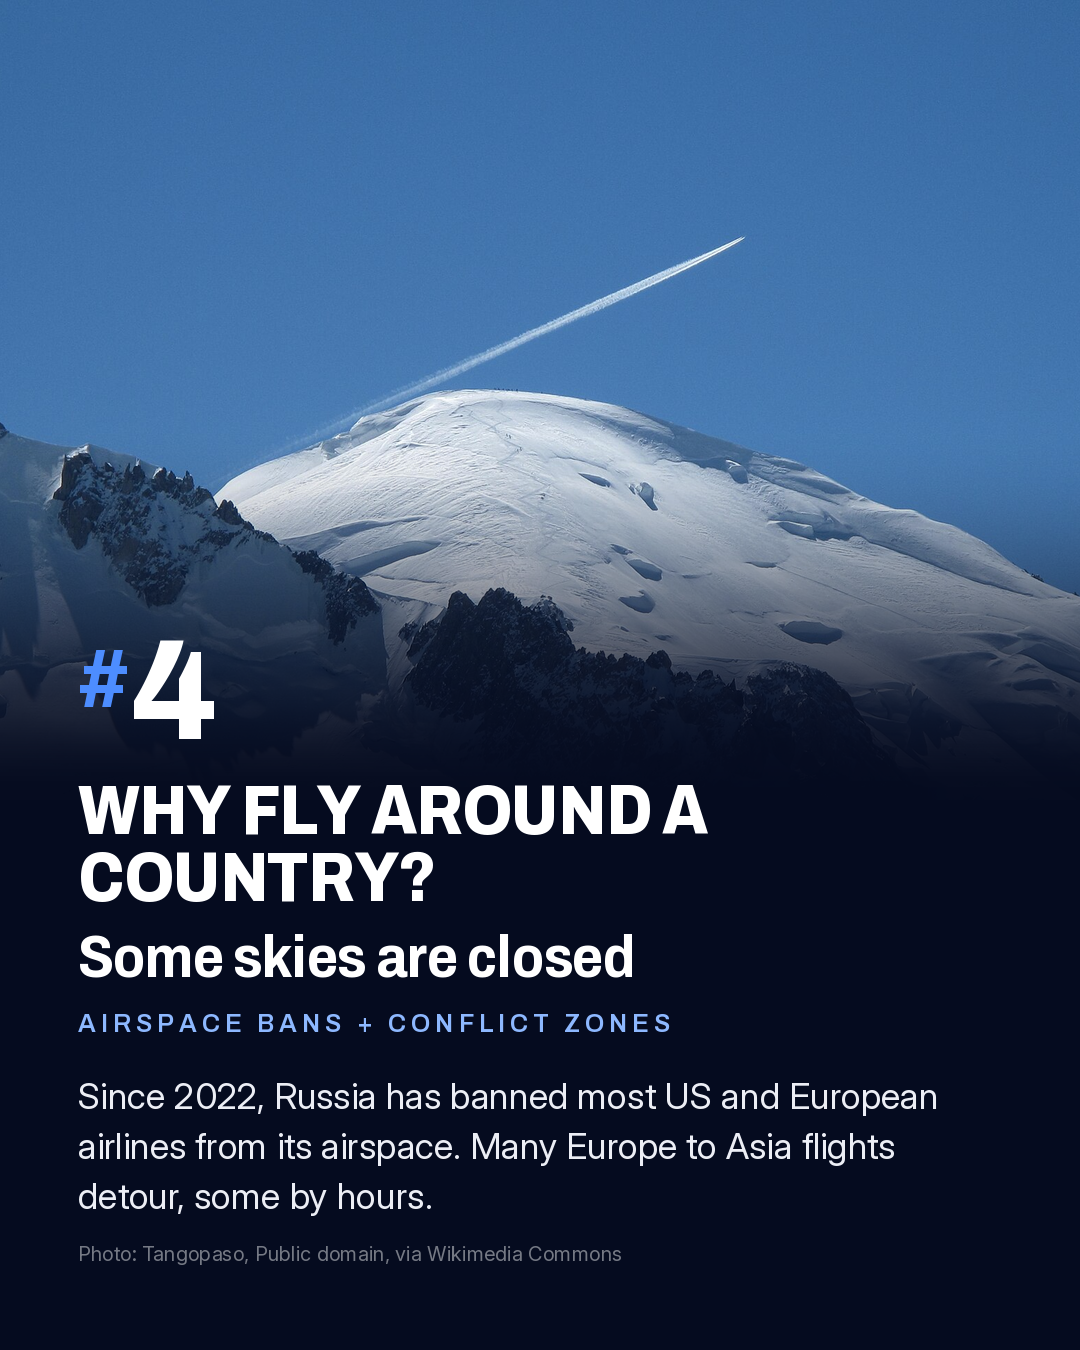 #4
WHY FLY AROUND A
COUNTRY?
Some skies are closed
AIRSPACE BANS + CONFLICT ZONES
Since 2022, Russia has banned most US and European
airlines from its airspace. Many Europe to Asia flights
detour, some by hours.
Photo: Tangopaso, Public domain, via Wikimedia Commons